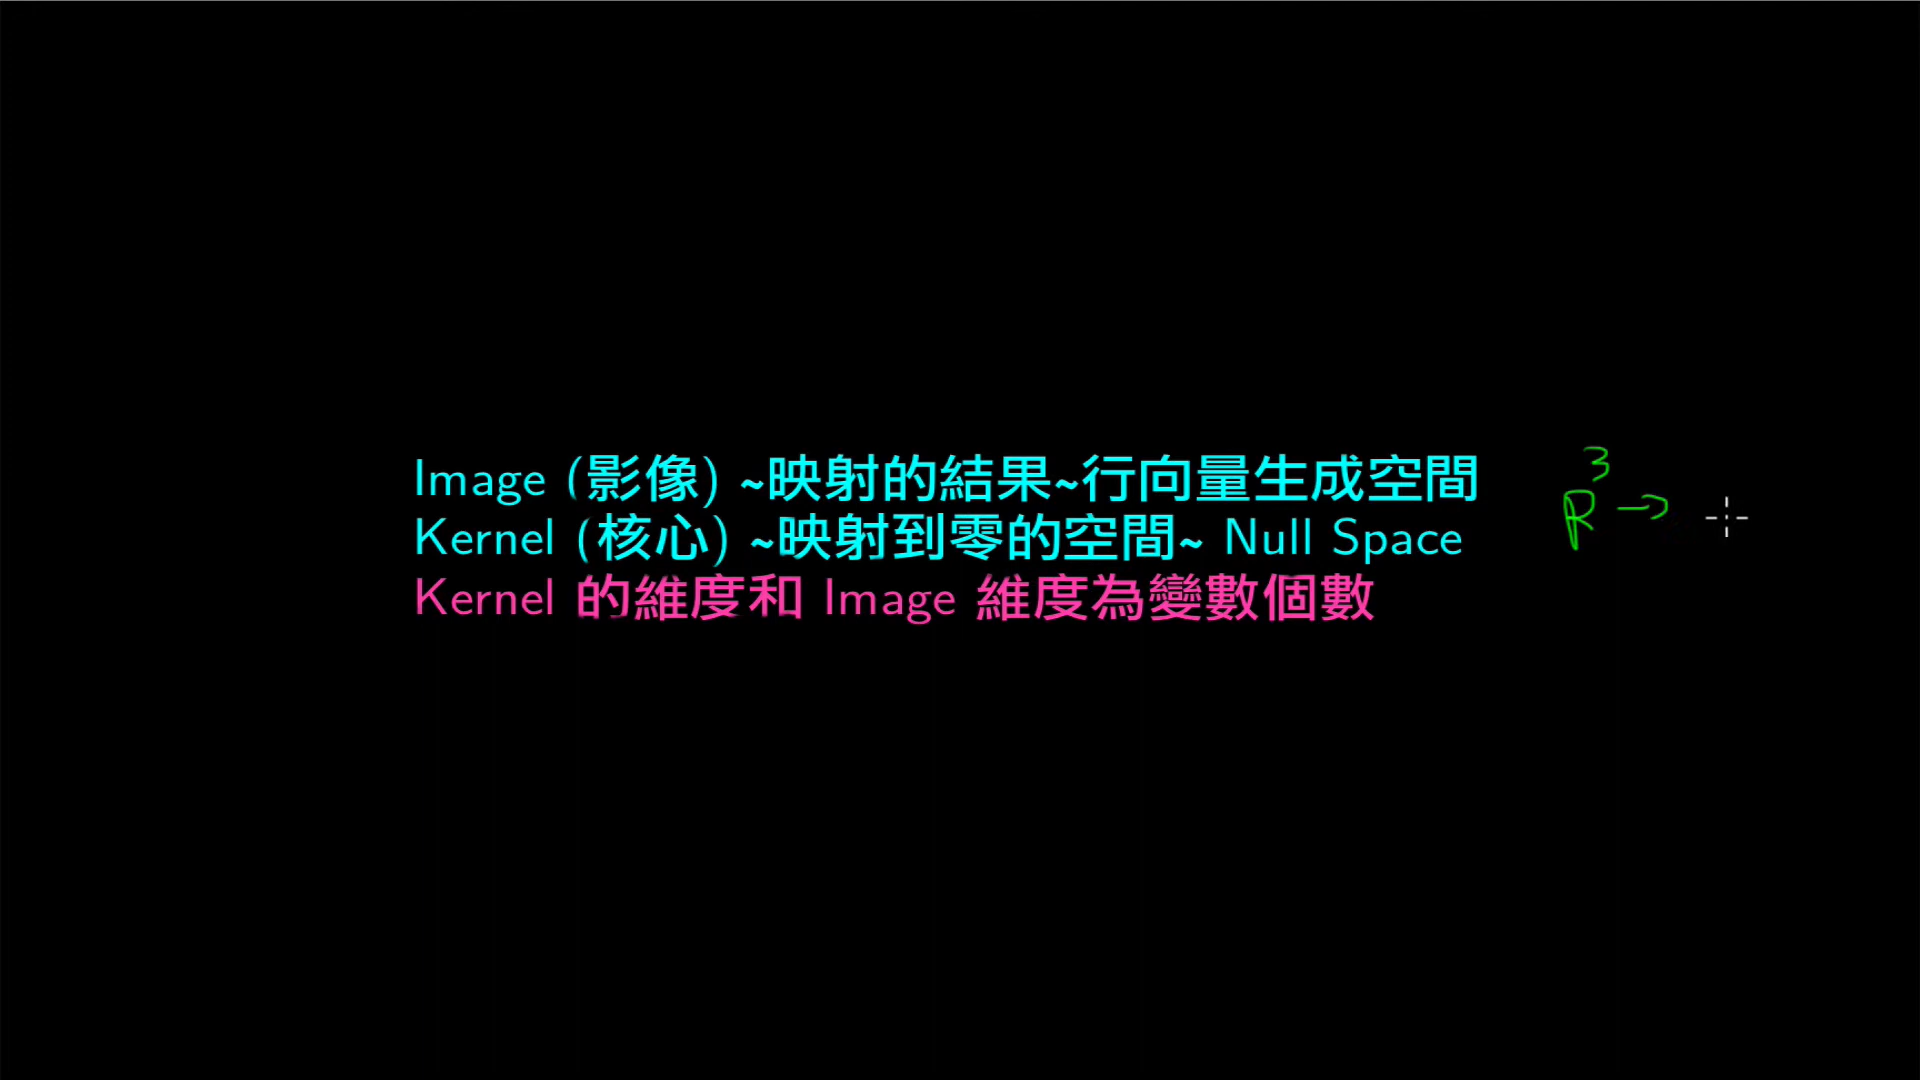 Image (影像) ~映射的結果~行向量生成空間
Kernel (核心) ~映射到零的空間~ Null Space
Kernel 的維度和 Image 維度為變數個數
R³ →